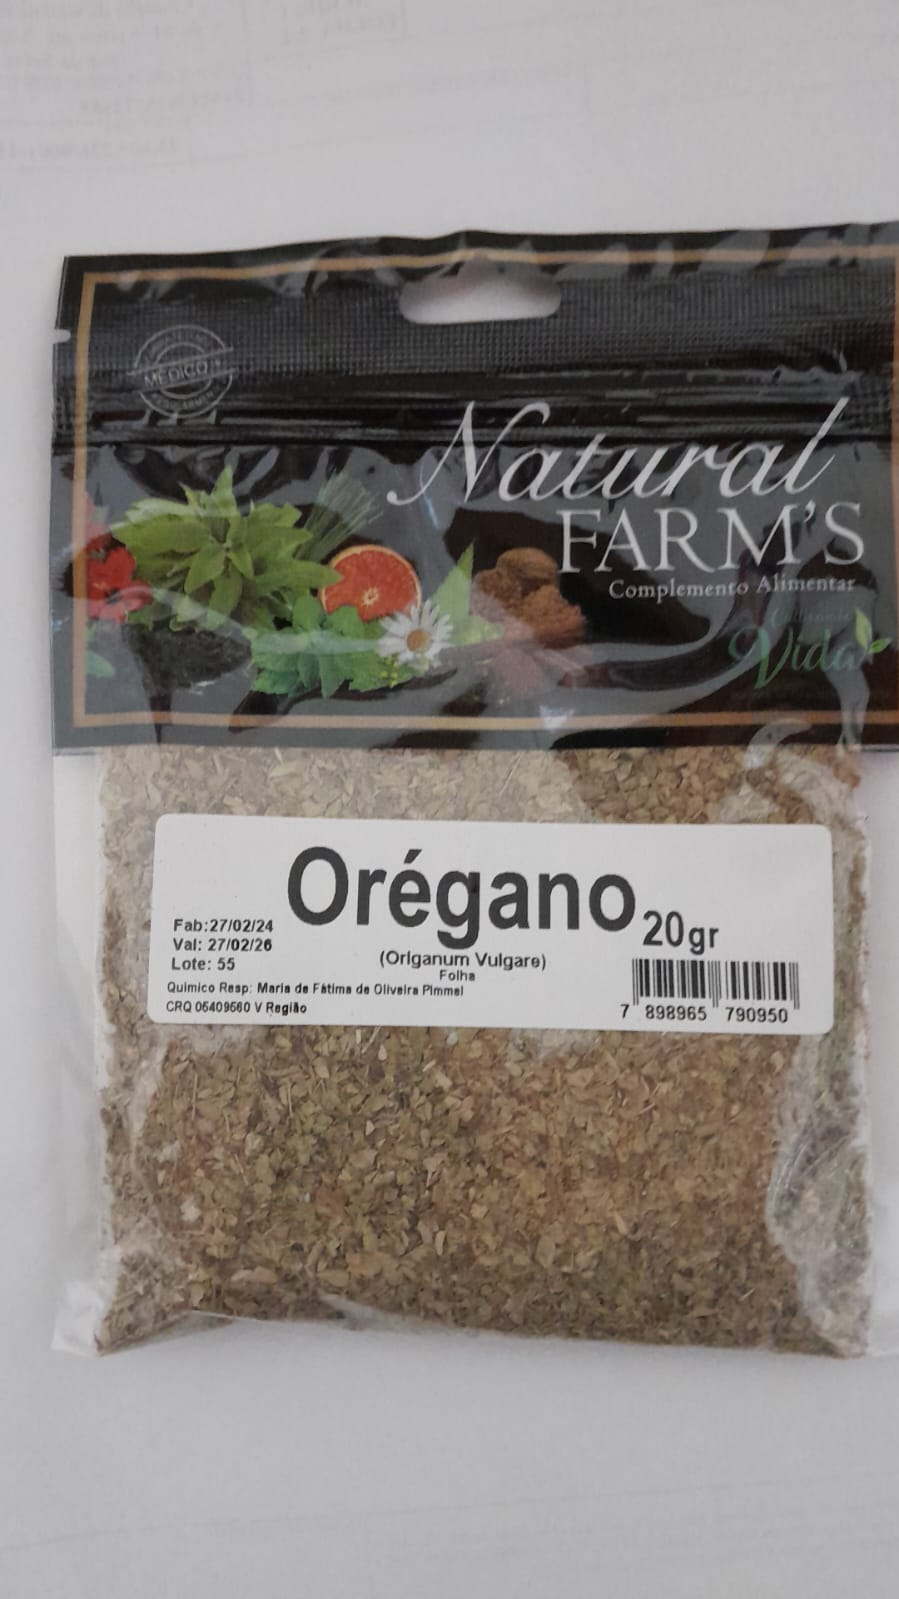 MÉDICO
Natural
FARM'S
Complemento Alimentar
Cultivando
Vida
Orégano 20gr
Fab:27/02/24
Val: 27/02/26
Lote: 55
(Origanum Vulgare)
Folha
Quimico Resp: Maria de Fátima de Oliveira Pimmel
CRQ 05409560 V Região
7 898965 790950